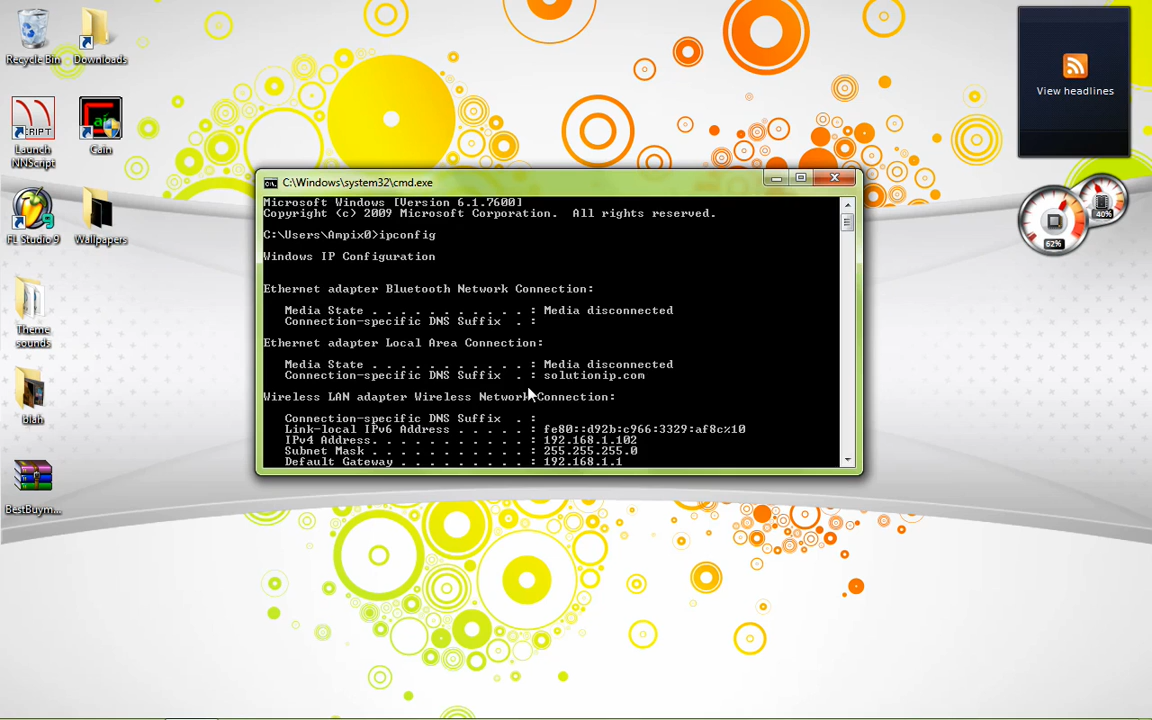 Recycle Bin
Downloads
Launch
NNScript
Cain
FL Studio 9
Wallpapers
Theme
sounds
blah
BestBuym...
C:\Windows\system32\cmd.exe
Microsoft Windows [Version 6.1.7600]
Copyright (c) 2009 Microsoft Corporation.  All rights reserved.
C:\Users\Ampix0>ipconfig
Windows IP Configuration
Ethernet adapter Bluetooth Network Connection:
Media State . . . . . . . . . . . : Media disconnected
Connection-specific DNS Suffix  . :
Ethernet adapter Local Area Connection:
Media State . . . . . . . . . . . : Media disconnected
Connection-specific DNS Suffix  . : solutionip.com
Wireless LAN adapter Wireless Network Connection:
Connection-specific DNS Suffix  . :
Link-local IPv6 Address . . . . . : fe80::d92b:c966:3329:af8c%10
IPv4 Address. . . . . . . . . . . : 192.168.1.102
Subnet Mask . . . . . . . . . . . : 255.255.255.0
Default Gateway . . . . . . . . . : 192.168.1.1
View headlines
40%
62%